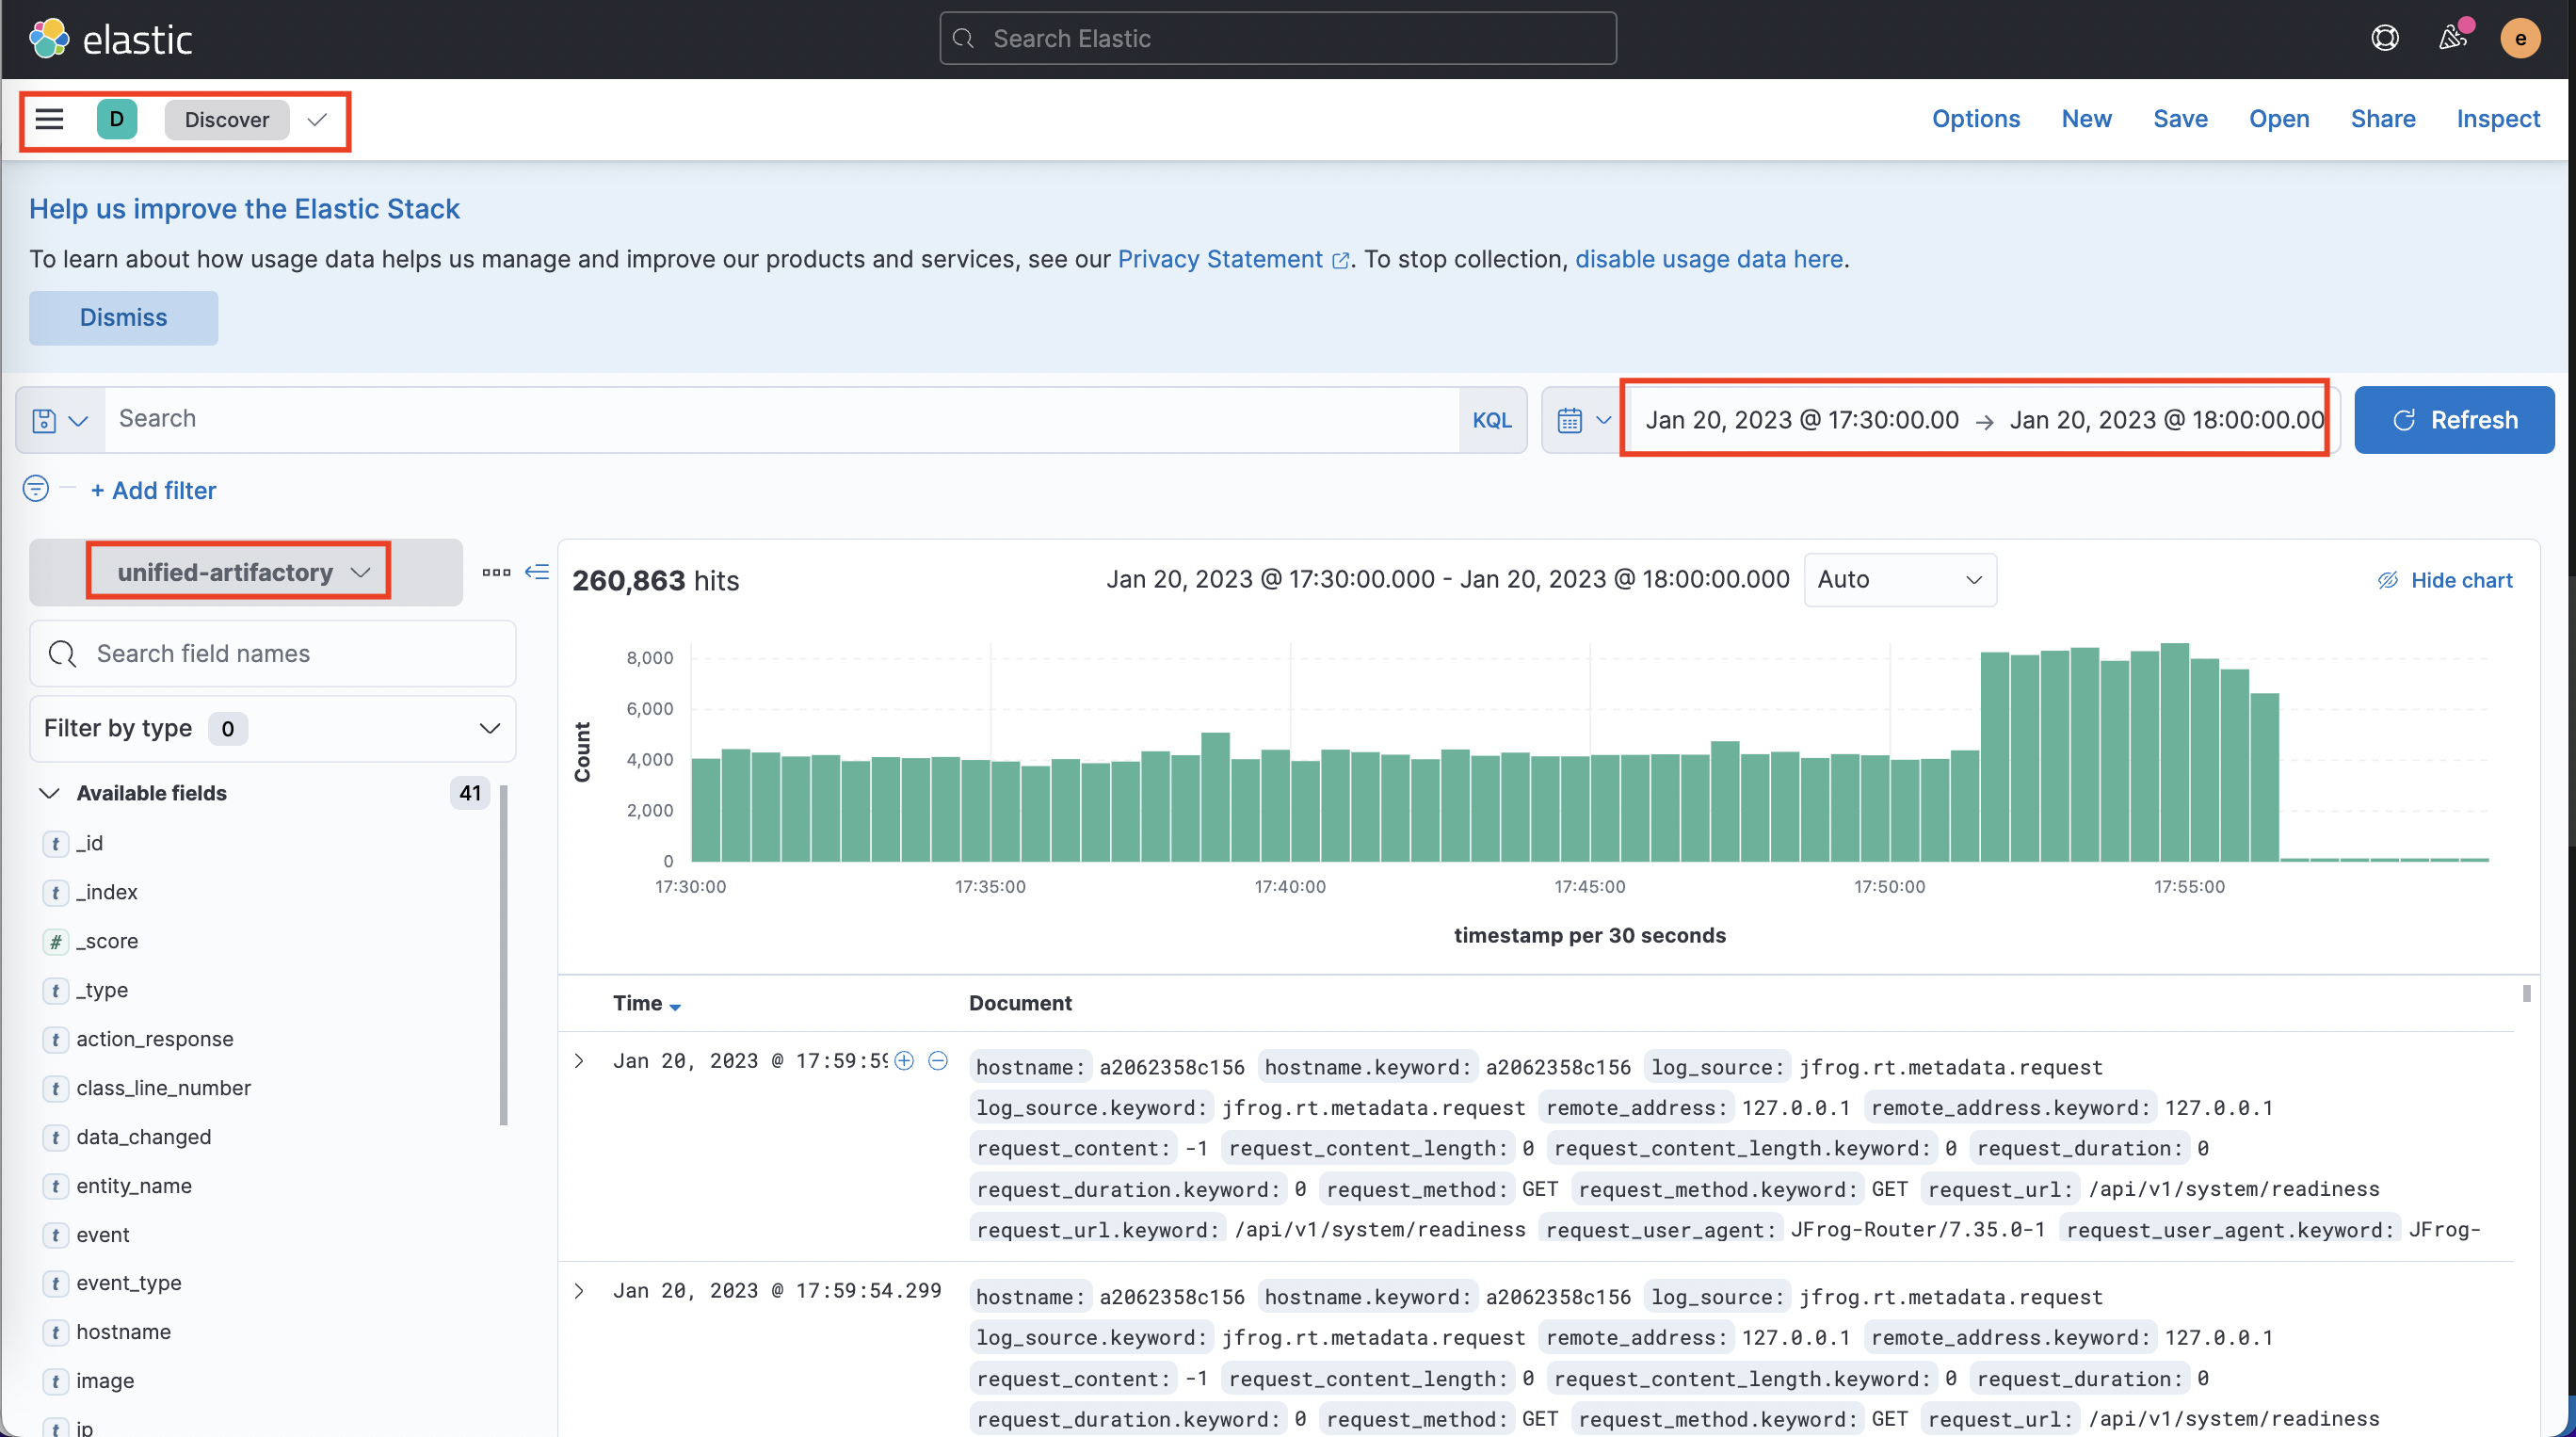 elastic
Search Elastic
e
D Discover
Options New Save Open Share Inspect
Help us improve the Elastic Stack
To learn about how usage data helps us manage and improve our products and services, see our Privacy Statement. To stop collection, disable usage data here.
Dismiss
Search KQL
Jan 20, 2023 @ 17:30:00.00 → Jan 20, 2023 @ 18:00:00.00
Refresh
+ Add filter
unified-artifactory
Search field names
Filter by type 0
Available fields 41
t _id
t _index
# _score
t _type
t action_response
t class_line_number
t data_changed
t entity_name
t event
t event_type
t hostname
t image
t ip
260,863 hits
Jan 20, 2023 @ 17:30:00.000 - Jan 20, 2023 @ 18:00:00.000
Auto
Hide chart
Count
8,000
6,000
4,000
2,000
0
17:30:00 17:35:00 17:40:00 17:45:00 17:50:00 17:55:00
timestamp per 30 seconds
Time Document
Jan 20, 2023 @ 17:59:59
hostname: a2062358c156 hostname.keyword: a2062358c156 log_source: jfrog.rt.metadata.request
log_source.keyword: jfrog.rt.metadata.request remote_address: 127.0.0.1 remote_address.keyword: 127.0.0.1
request_content: -1 request_content_length: 0 request_content_length.keyword: 0 request_duration: 0
request_duration.keyword: 0 request_method: GET request_method.keyword: GET request_url: /api/v1/system/readiness
request_url.keyword: /api/v1/system/readiness request_user_agent: JFrog-Router/7.35.0-1 request_user_agent.keyword: JFrog-
Jan 20, 2023 @ 17:59:54.299
hostname: a2062358c156 hostname.keyword: a2062358c156 log_source: jfrog.rt.metadata.request
log_source.keyword: jfrog.rt.metadata.request remote_address: 127.0.0.1 remote_address.keyword: 127.0.0.1
request_content: -1 request_content_length: 0 request_content_length.keyword: 0 request_duration: 0
request_duration.keyword: 0 request_method: GET request_method.keyword: GET request_url: /api/v1/system/readiness